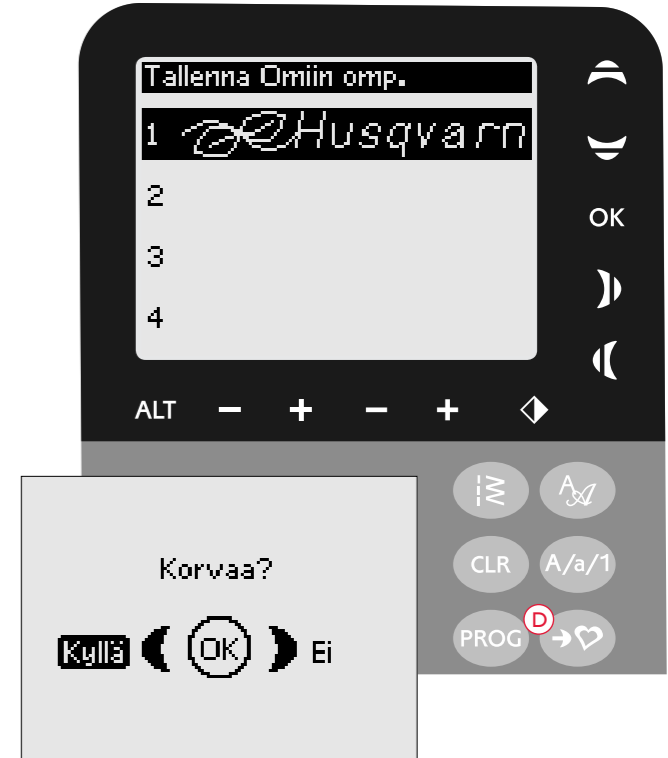 Tallenna Omiin omp.
1 Husqvarn
2
3
4
OK
ALT - + - +
A A
CLR A/a/1
PROG D
Korvaa?
Kyllä OK Ei